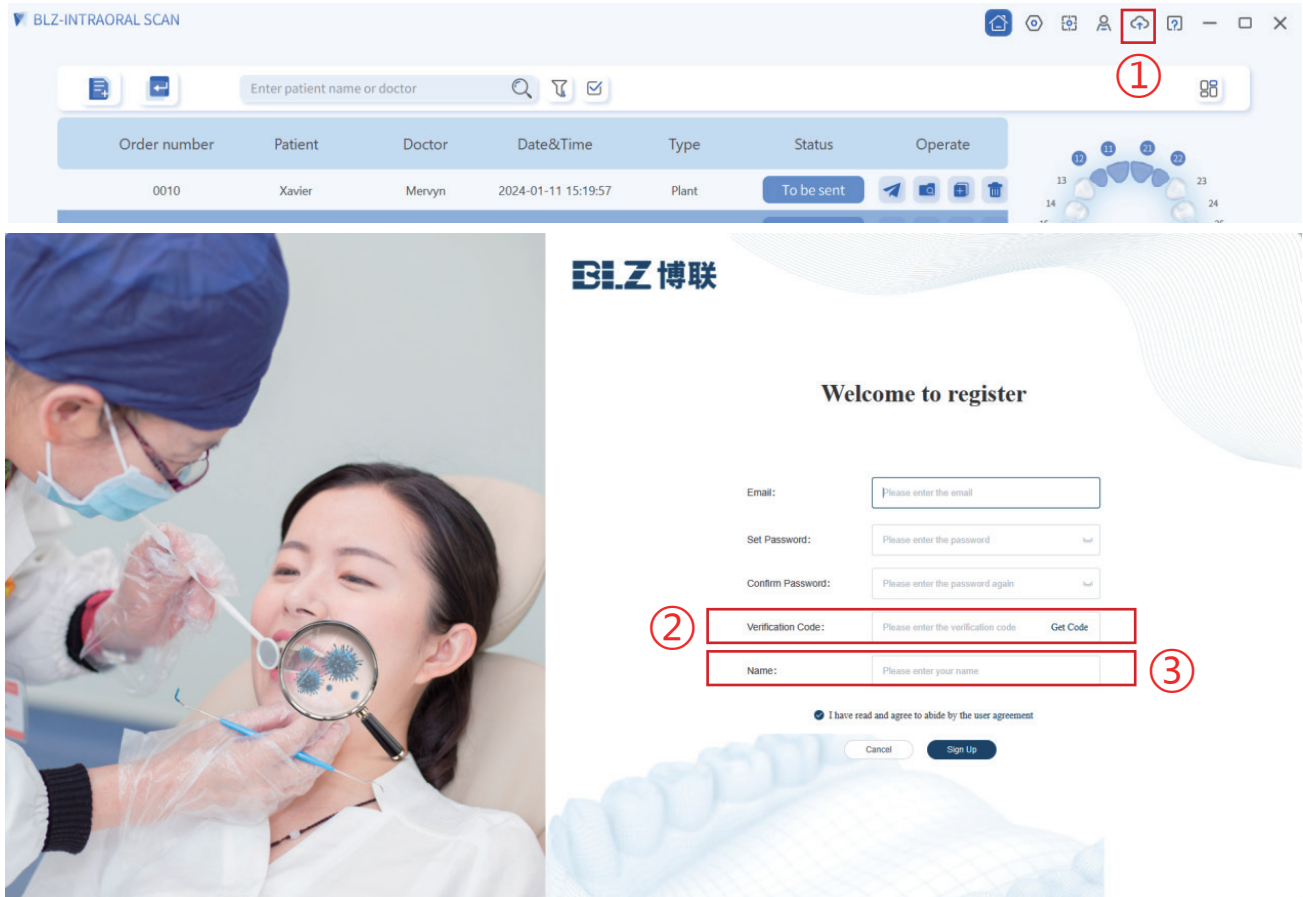 BLZ-INTRAORAL SCAN
①
Enter patient name or doctor
Order number Patient Doctor Date&Time Type Status Operate
0010 Xavier Mervyn 2024-01-11 15:19:57 Plant To be sent
11 21
12 22
13 23
14 24
BLZ 博联
Welcome to register
Email: Please enter the email
Set Password: Please enter the password
Confirm Password: Please enter the password again
② Verification Code: Please enter the verification code Get Code
Name: Please enter your name ③
I have read and agree to abide by the user agreement
Cancel Sign Up